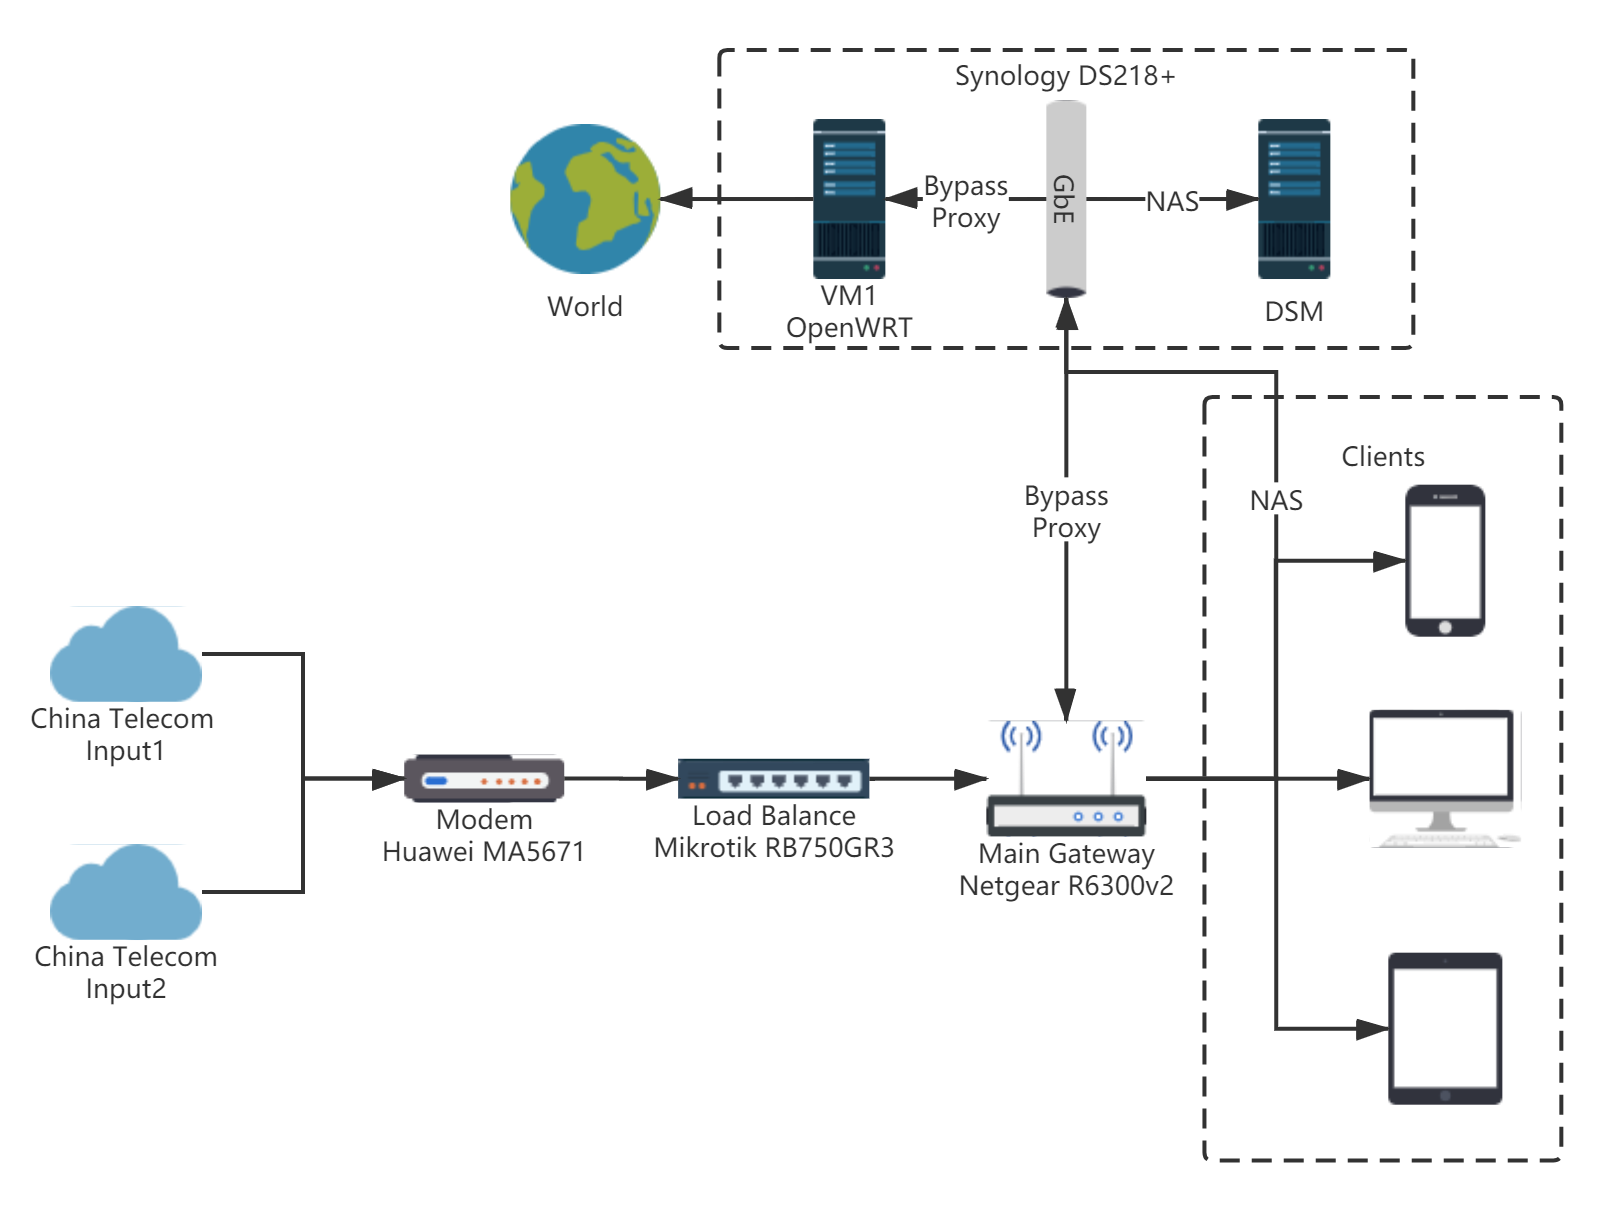 Synology DS218+
Bypass
Proxy
GbE
NAS
World
VM1
OpenWRT
DSM
Clients
Bypass
Proxy
NAS
China Telecom
Input1
Modem
Huawei MA5671
Load Balance
Mikrotik RB750GR3
Main Gateway
Netgear R6300v2
China Telecom
Input2